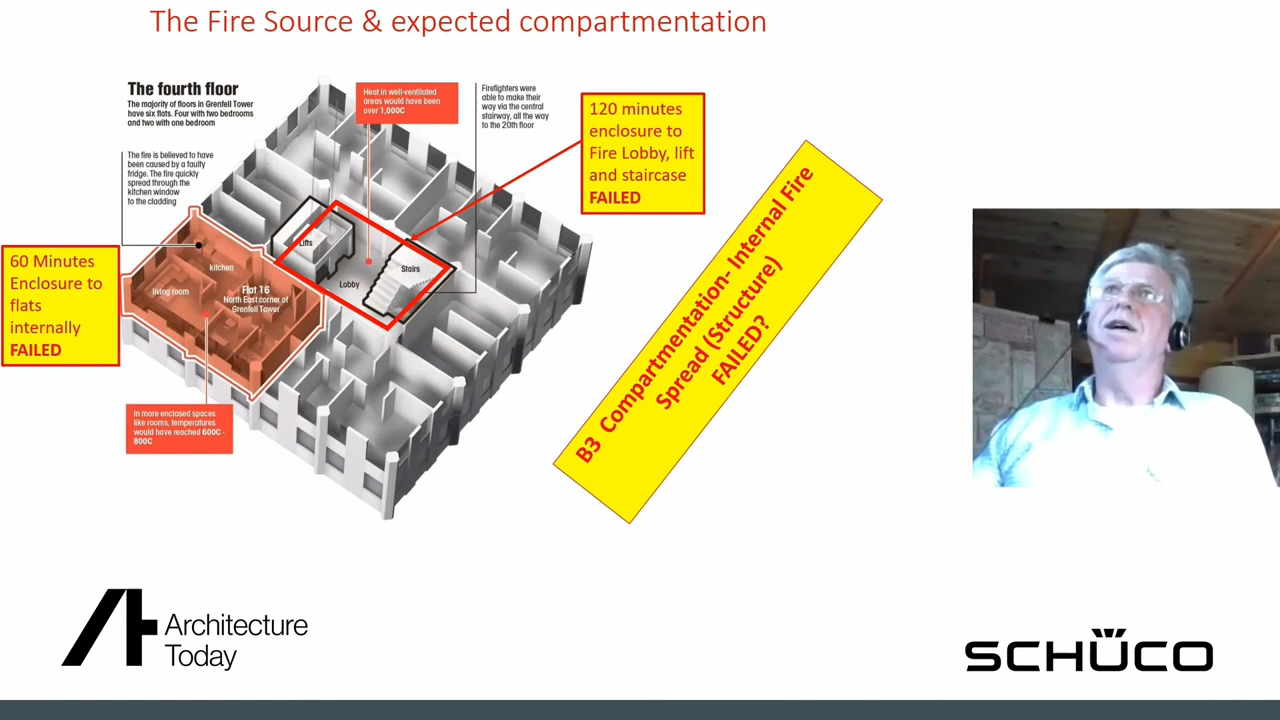 The Fire Source & expected compartmentation
The fourth floor
The majority of floors in Grenfell Tower
have six flats. Four with two bedrooms
and two with one bedroom
Heat in well-ventilated
areas would have been
over 1,000C
Firefighters were
able to make their
way via the central
stairway, all the way
to the 20th floor
120 minutes
enclosure to
Fire Lobby, lift
and staircase
FAILED
The fire is believed to have
been caused by a faulty
fridge. The fire quickly
spread through the
kitchen window
to the cladding
60 Minutes
Enclosure to
flats
internally
FAILED
Lifts
Lobby
Stairs
kitchen
living room
Flat 16
North East corner of
Grenfell Tower
In more enclosed spaces
like rooms, temperatures
would have reached 600C -
800C
B3 Compartmentation- Internal Fire
Spread (Structure)
FAILED?
Architecture
Today
SCHÜCO